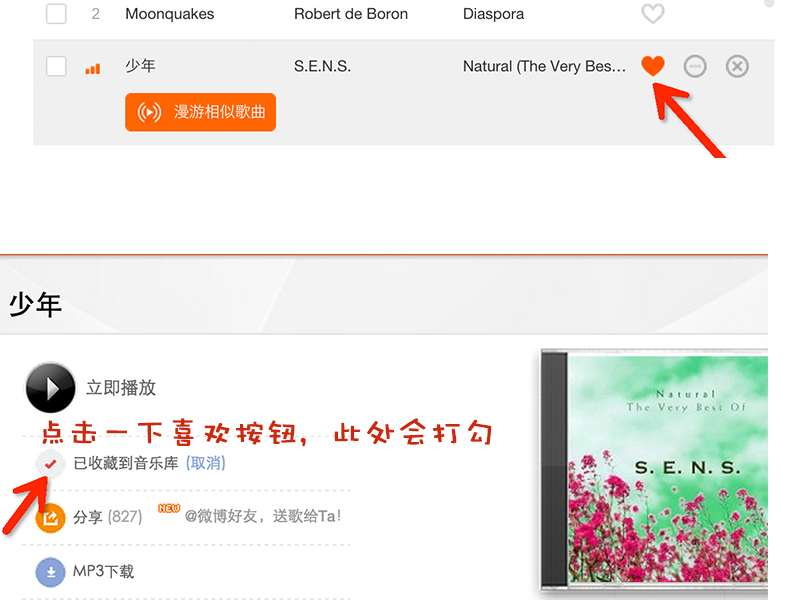 2 Moonquakes Robert de Boron Diaspora
少年 S.E.N.S. Natural (The Very Bes…
漫游相似歌曲
少年
立即播放
点击一下喜欢按钮，此处会打勾
已收藏到音乐库 (取消)
分享 (827) NEW @微博好友，送歌给Ta!
MP3下载
Natural
The Very Best Of
S. E. N. S.